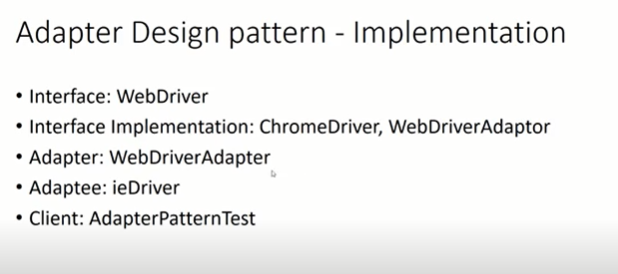 Adapter Design pattern - Implementation
• Interface: WebDriver
• Interface Implementation: ChromeDriver, WebDriverAdaptor
• Adapter: WebDriverAdapter
• Adaptee: ieDriver
• Client: AdapterPatternTest